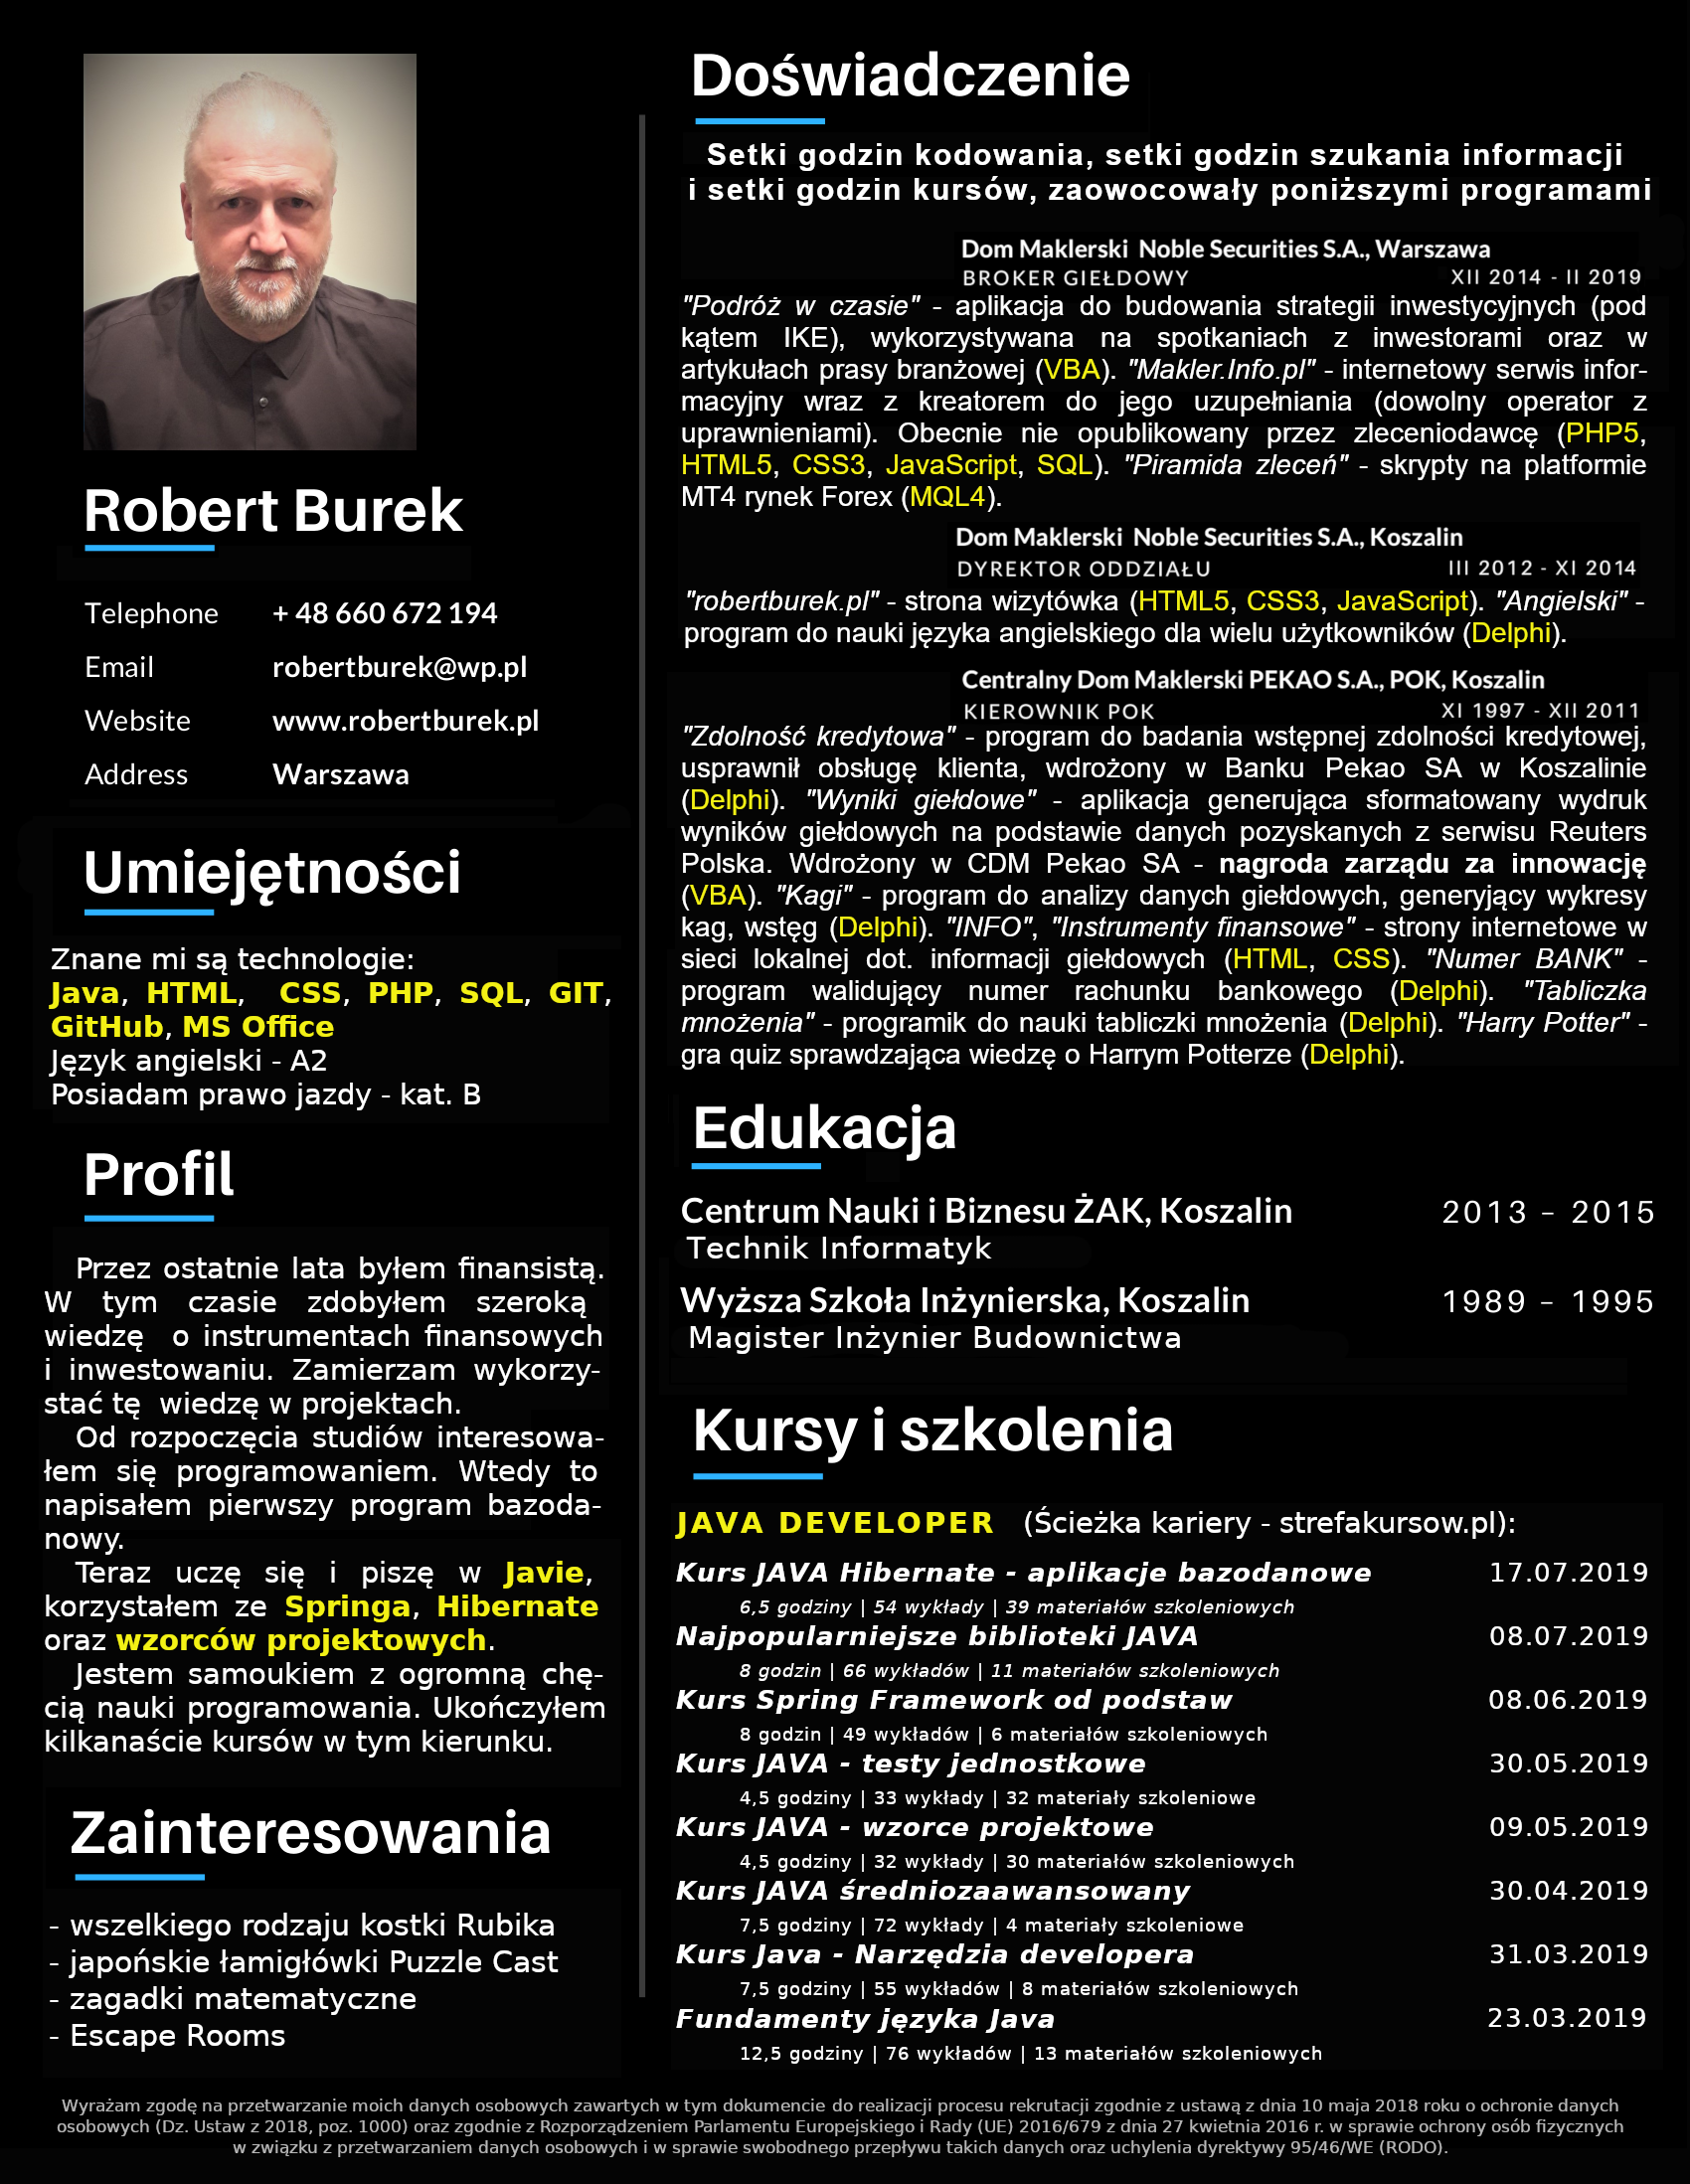 Robert Burek
Telephone + 48 660 672 194
Email robertburek@wp.pl
Website www.robertburek.pl
Address Warszawa
Umiejętności
Znane mi są technologie:
Java, HTML, CSS, PHP, SQL, GIT,
GitHub, MS Office
Język angielski - A2
Posiadam prawo jazdy - kat. B
Profil
Przez ostatnie lata byłem finansistą.
W tym czasie zdobyłem szeroką
wiedzę o instrumentach finansowych
i inwestowaniu. Zamierzam wykorzy-
stać tę wiedzę w projektach.
Od rozpoczęcia studiów interesowa-
łem się programowaniem. Wtedy to
napisałem pierwszy program bazoda-
nowy.
Teraz uczę się i piszę w Javie,
korzystałem ze Springa, Hibernate
oraz wzorców projektowych.
Jestem samoukiem z ogromną chę-
cią nauki programowania. Ukończyłem
kilkanaście kursów w tym kierunku.
Zainteresowania
- wszelkiego rodzaju kostki Rubika
- japońskie łamigłówki Puzzle Cast
- zagadki matematyczne
- Escape Rooms
Doświadczenie
Setki godzin kodowania, setki godzin szukania informacji
i setki godzin kursów, zaowocowały poniższymi programami
Dom Maklerski Noble Securities S.A., Warszawa
BROKER GIEŁDOWY XII 2014 - II 2019
"Podróż w czasie" - aplikacja do budowania strategii inwestycyjnych (pod
kątem IKE), wykorzystywana na spotkaniach z inwestorami oraz w
artykułach prasy branżowej (VBA). "Makler.Info.pl" - internetowy serwis infor-
macyjny wraz z kreatorem do jego uzupełniania (dowolny operator z
uprawnieniami). Obecnie nie opublikowany przez zleceniodawcę (PHP5,
HTML5, CSS3, JavaScript, SQL). "Piramida zleceń" - skrypty na platformie
MT4 rynek Forex (MQL4).
Dom Maklerski Noble Securities S.A., Koszalin
DYREKTOR ODDZIAŁU III 2012 - XI 2014
"robertburek.pl" - strona wizytówka (HTML5, CSS3, JavaScript). "Angielski" -
program do nauki języka angielskiego dla wielu użytkowników (Delphi).
Centralny Dom Maklerski PEKAO S.A., POK, Koszalin
KIEROWNIK POK XI 1997 - XII 2011
"Zdolność kredytowa" - program do badania wstępnej zdolności kredytowej,
usprawnił obsługę klienta, wdrożony w Banku Pekao SA w Koszalinie
(Delphi). "Wyniki giełdowe" - aplikacja generująca sformatowany wydruk
wyników giełdowych na podstawie danych pozyskanych z serwisu Reuters
Polska. Wdrożony w CDM Pekao SA - nagroda zarządu za innowację
(VBA). "Kagi" - program do analizy danych giełdowych, generyjący wykresy
kag, wstęg (Delphi). "INFO", "Instrumenty finansowe" - strony internetowe w
sieci lokalnej dot. informacji giełdowych (HTML, CSS). "Numer BANK" -
program walidujący numer rachunku bankowego (Delphi). "Tabliczka
mnożenia" - programik do nauki tabliczki mnożenia (Delphi). "Harry Potter" -
gra quiz sprawdzająca wiedzę o Harrym Potterze (Delphi).
Edukacja
Centrum Nauki i Biznesu ŻAK, Koszalin 2013 – 2015
Technik Informatyk
Wyższa Szkoła Inżynierska, Koszalin 1989 – 1995
Magister Inżynier Budownictwa
Kursy i szkolenia
JAVA DEVELOPER (Ścieżka kariery - strefakursow.pl):
Kurs JAVA Hibernate - aplikacje bazodanowe 17.07.2019
6,5 godziny | 54 wykłady | 39 materiałów szkoleniowych
Najpopularniejsze biblioteki JAVA 08.07.2019
8 godzin | 66 wykładów | 11 materiałów szkoleniowych
Kurs Spring Framework od podstaw 08.06.2019
8 godzin | 49 wykładów | 6 materiałów szkoleniowych
Kurs JAVA - testy jednostkowe 30.05.2019
4,5 godziny | 33 wykłady | 32 materiały szkoleniowe
Kurs JAVA - wzorce projektowe 09.05.2019
4,5 godziny | 32 wykłady | 30 materiałów szkoleniowych
Kurs JAVA średniozaawansowany 30.04.2019
7,5 godziny | 72 wykłady | 4 materiały szkoleniowe
Kurs Java - Narzędzia developera 31.03.2019
7,5 godziny | 55 wykładów | 8 materiałów szkoleniowych
Fundamenty języka Java 23.03.2019
12,5 godziny | 76 wykładów | 13 materiałów szkoleniowych
Wyrażam zgodę na przetwarzanie moich danych osobowych zawartych w tym dokumencie do realizacji procesu rekrutacji zgodnie z ustawą z dnia 10 maja 2018 roku o ochronie danych
osobowych (Dz. Ustaw z 2018, poz. 1000) oraz zgodnie z Rozporządzeniem Parlamentu Europejskiego i Rady (UE) 2016/679 z dnia 27 kwietnia 2016 r. w sprawie ochrony osób fizycznych
w związku z przetwarzaniem danych osobowych i w sprawie swobodnego przepływu takich danych oraz uchylenia dyrektywy 95/46/WE (RODO).